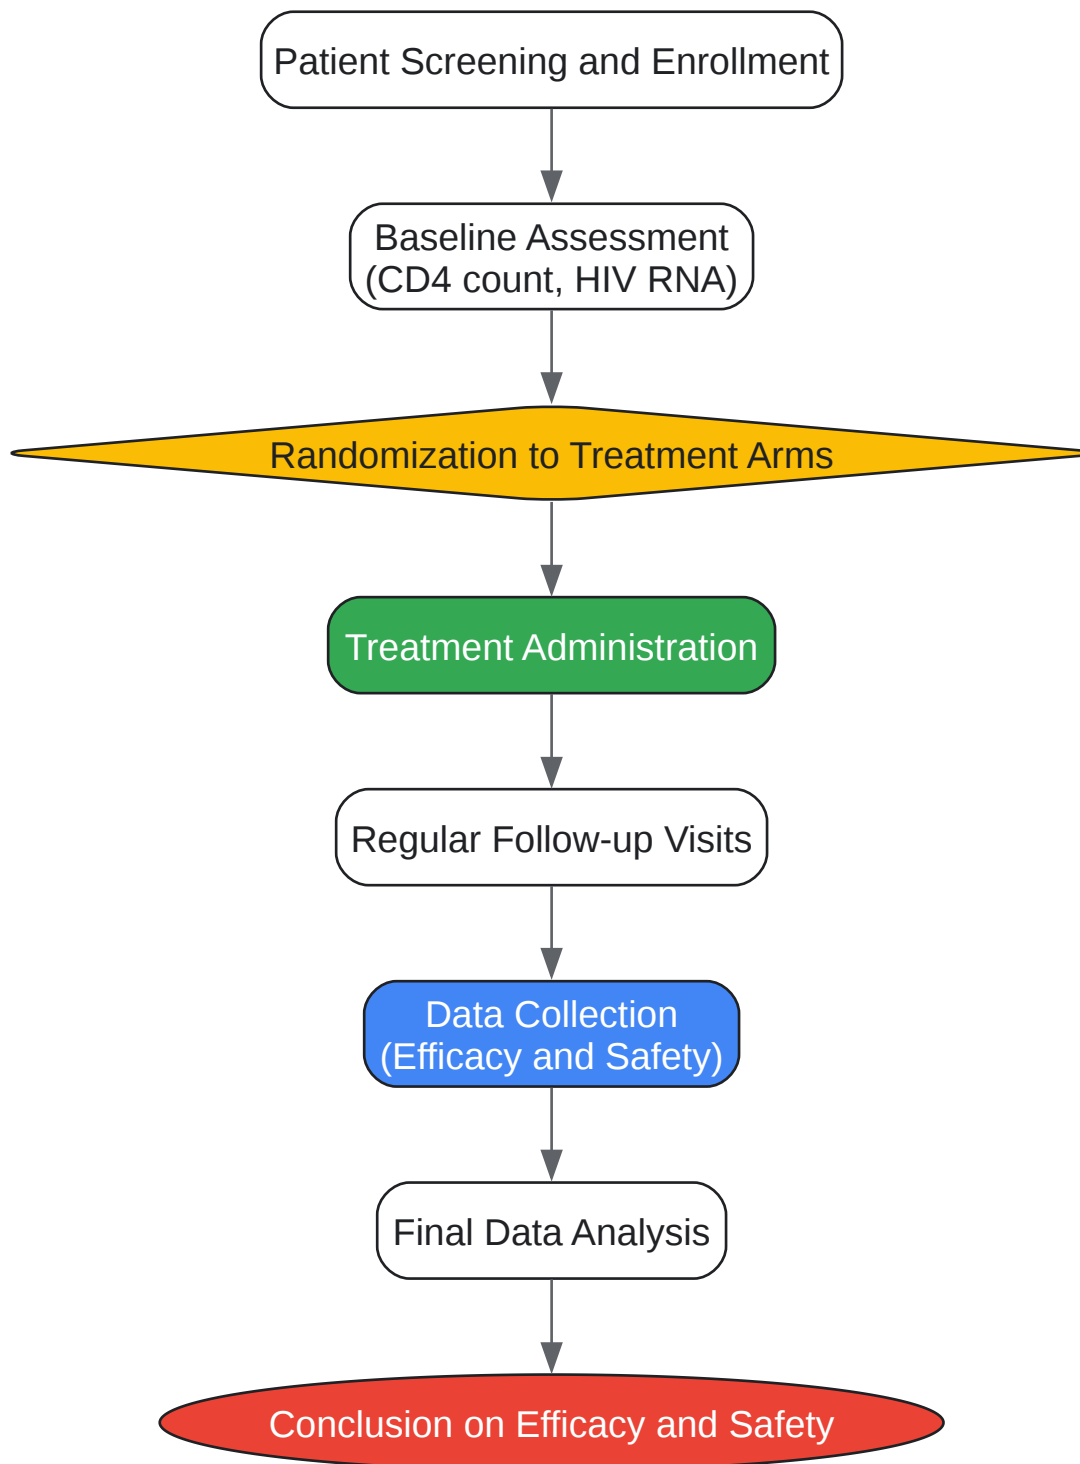 Patient Screening and Enrollment
Baseline Assessment
(CD4 count, HIV RNA)
Randomization to Treatment Arms
Treatment Administration
Regular Follow-up Visits
Data Collection
(Efficacy and Safety)
Final Data Analysis
Conclusion on Efficacy and Safety